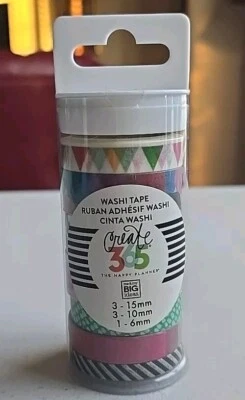 WASHI TAPE
RUBAN ADHÉSIF WASHI
CINTA WASHI
create
365
THE HAPPY PLANNER
BIG
3 - 15mm
3 - 10mm
1 - 6mm